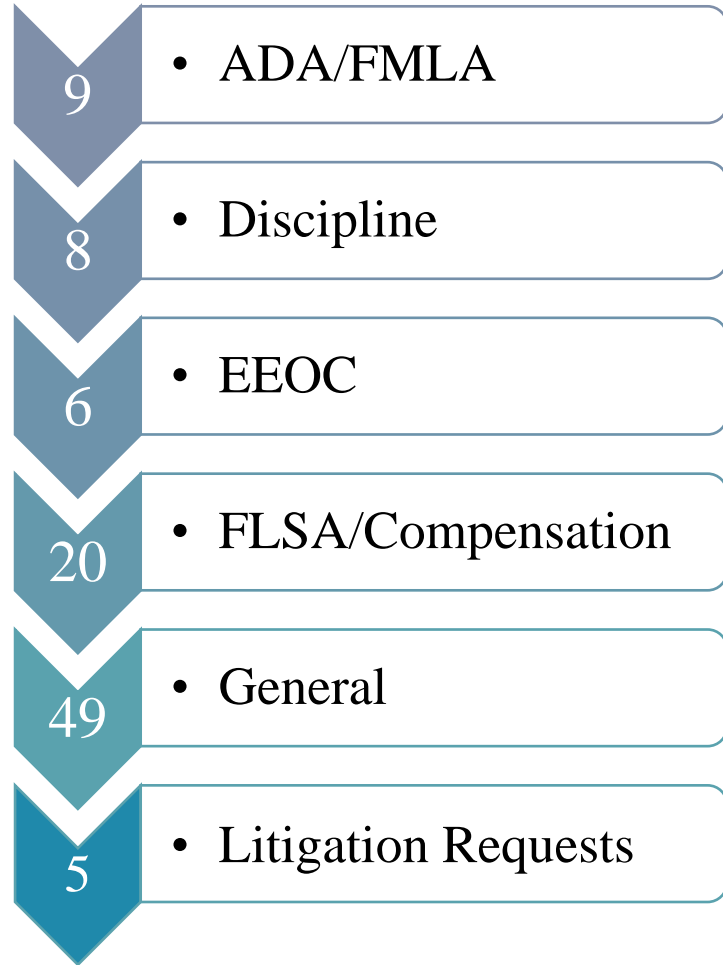 9
• ADA/FMLA
8
• Discipline
6
• EEOC
20
• FLSA/Compensation
49
• General
5
• Litigation Requests